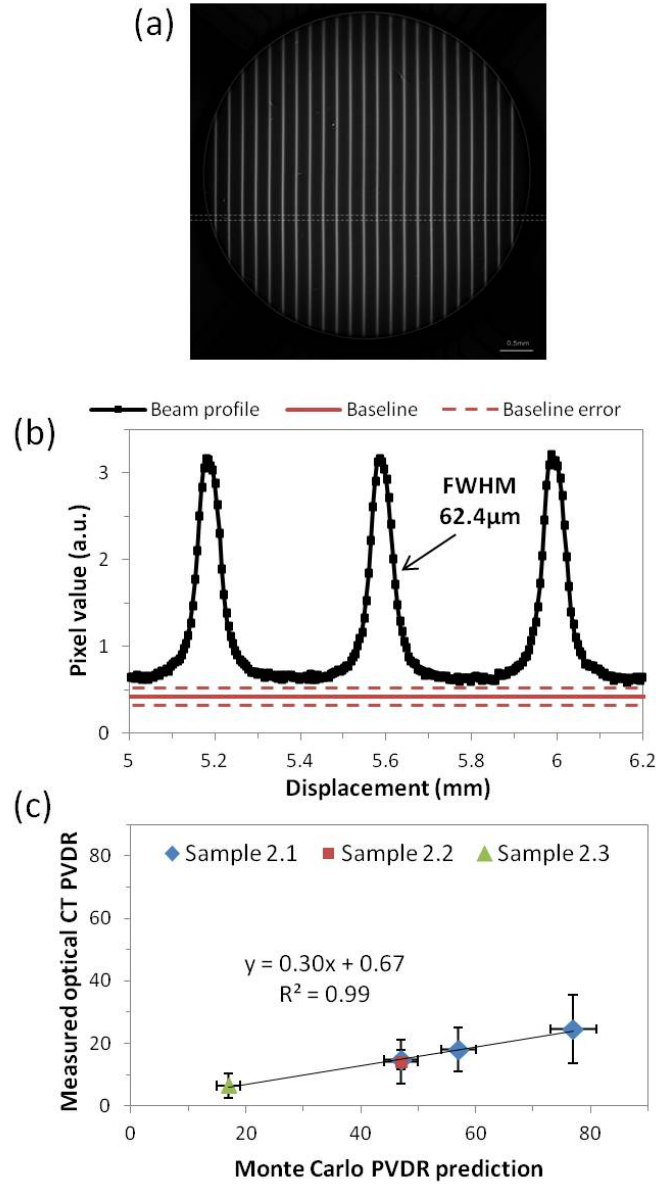 (a)
0.5mm
(b)
Beam profile Baseline Baseline error
Pixel value (a.u.)
3
2
1
0
FWHM
62.4µm
5 5.2 5.4 5.6 5.8 6 6.2
Displacement (mm)
(c)
Measured optical CT PVDR
80
60
40
20
0
Sample 2.1 Sample 2.2 Sample 2.3
y = 0.30x + 0.67
R² = 0.99
0 20 40 60 80
Monte Carlo PVDR prediction